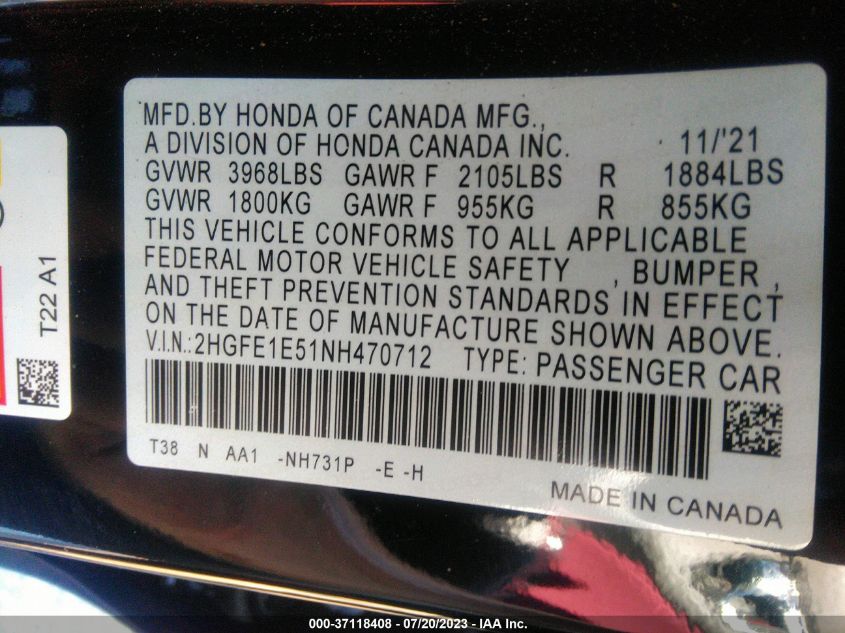 MFD.BY HONDA OF CANADA MFG.,
A DIVISION OF HONDA CANADA INC. 11/'21
GVWR 3968LBS GAWR F 2105LBS R 1884LBS
GVWR 1800KG GAWR F 955KG R 855KG
THIS VEHICLE CONFORMS TO ALL APPLICABLE
FEDERAL MOTOR VEHICLE SAFETY , BUMPER ,
AND THEFT PREVENTION STANDARDS IN EFFECT
ON THE DATE OF MANUFACTURE SHOWN ABOVE.
V.I.N.:2HGFE1E51NH470712 TYPE: PASSENGER CAR
T38 N AA1 -NH731P -E -H
MADE IN CANADA
T22 A1
000-37118408 - 07/20/2023 - IAA Inc.